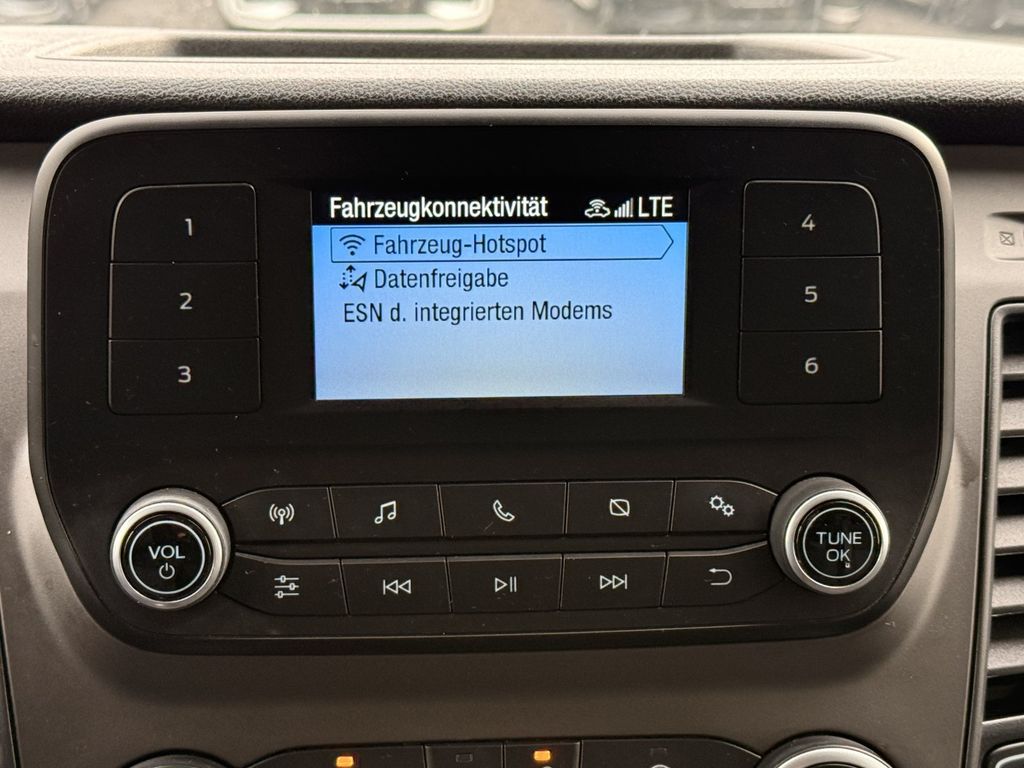 Fahrzeugkonnektivität LTE
Fahrzeug-Hotspot
Datenfreigabe
ESN d. integrierten Modems
1
2
3
4
5
6
VOL
TUNE
OK